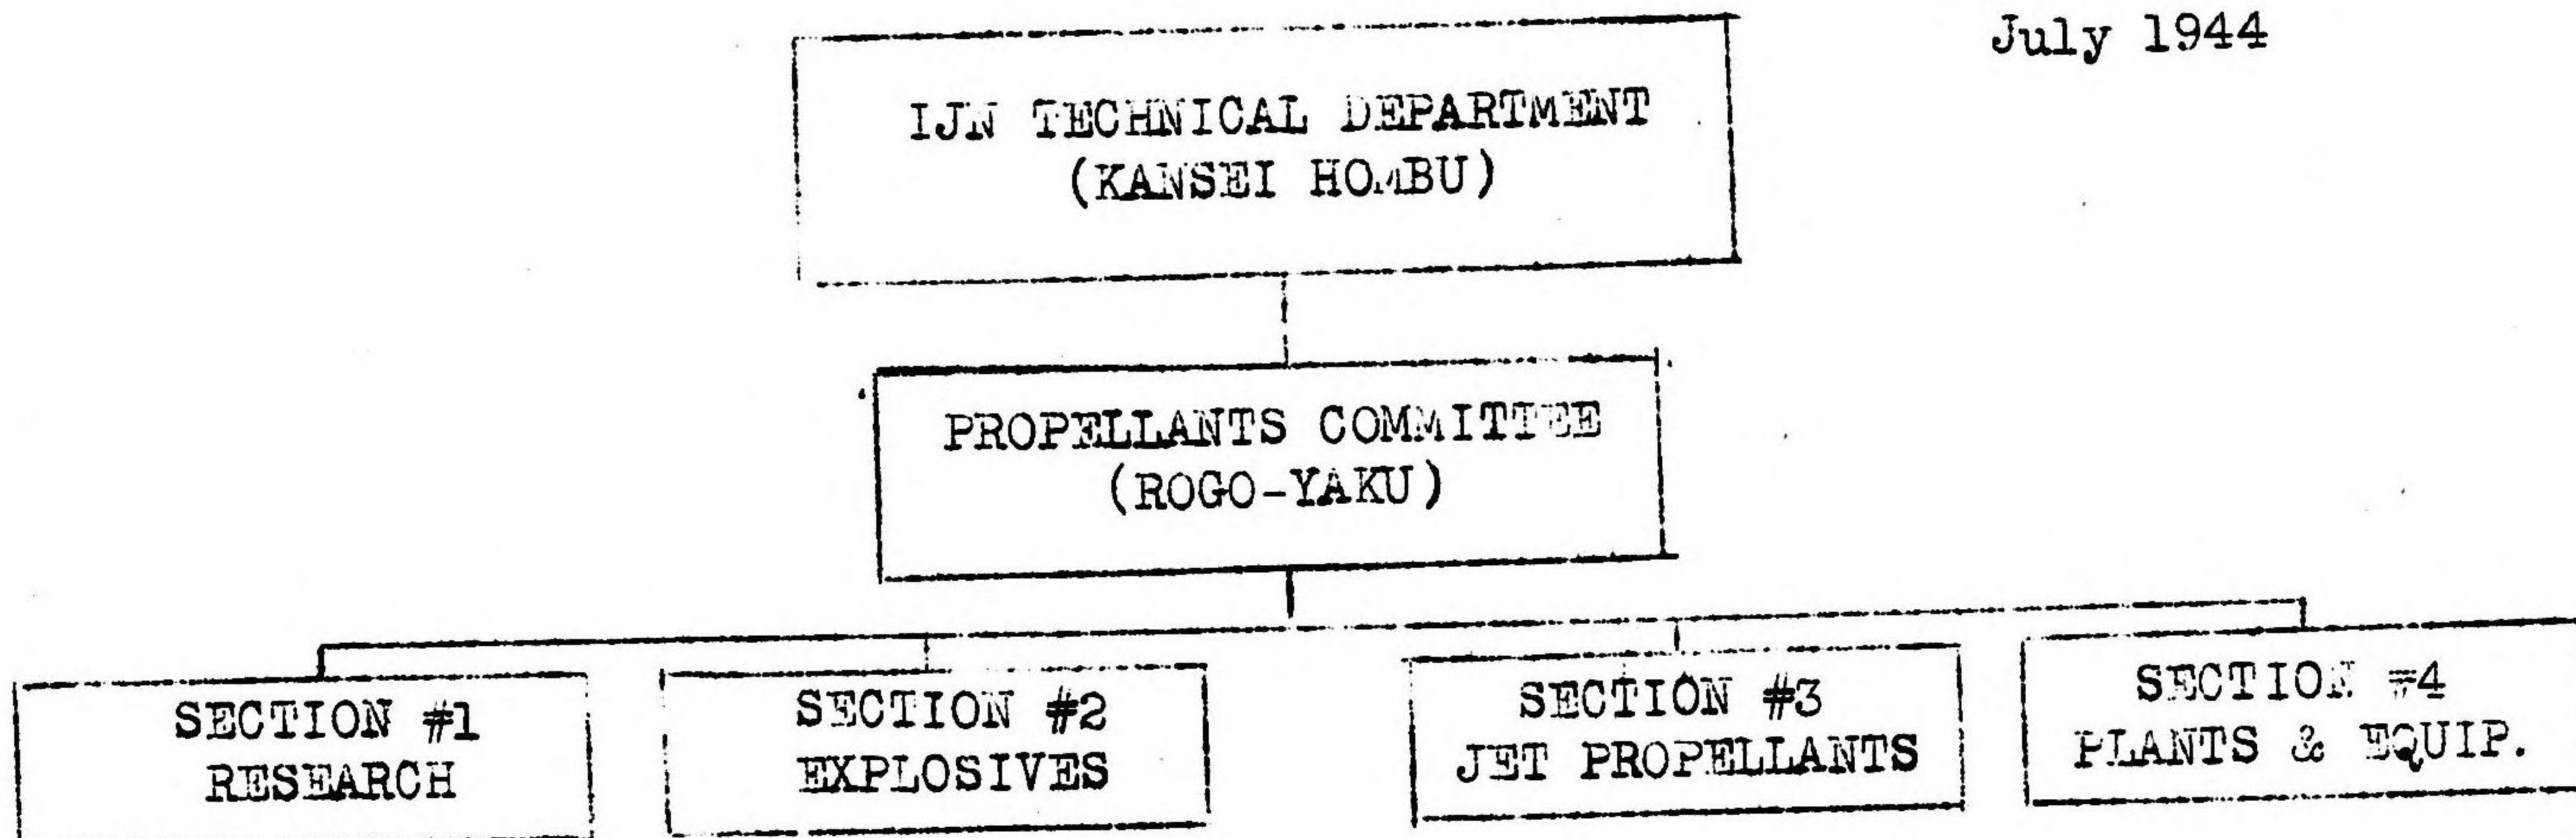 July 1944
IJN TECHNICAL DEPARTMENT
(KANSEI HOMBU)
PROPELLANTS COMMITTEE
(ROGO-YAKU)
SECTION #1
RESEARCH
SECTION #2
EXPLOSIVES
SECTION #3
JET PROPELLANTS
SECTION #4
PLANTS & EQUIP.